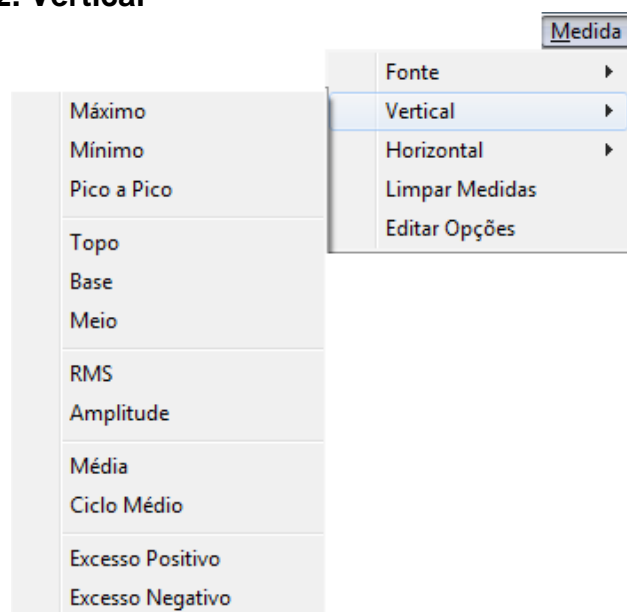 2. Vertical
Medida
Fonte
Vertical
Horizontal
Limpar Medidas
Editar Opções
Máximo
Mínimo
Pico a Pico
Topo
Base
Meio
RMS
Amplitude
Média
Ciclo Médio
Excesso Positivo
Excesso Negativo